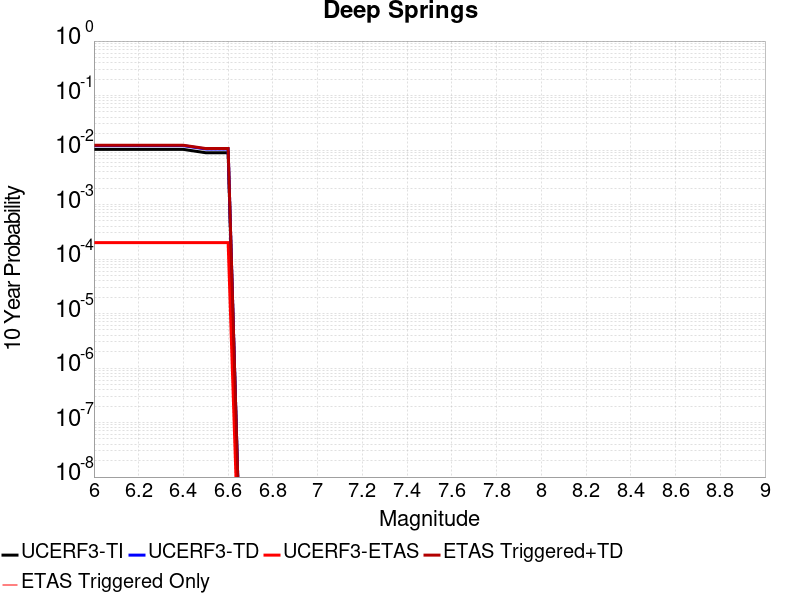 Deep Springs
10 Year Probability
10^0
10^-1
10^-2
10^-3
10^-4
10^-5
10^-6
10^-7
10^-8
6 6.2 6.4 6.6 6.8 7 7.2 7.4 7.6 7.8 8 8.2 8.4 8.6 8.8 9
Magnitude
UCERF3-TI UCERF3-TD UCERF3-ETAS ETAS Triggered+TD
ETAS Triggered Only